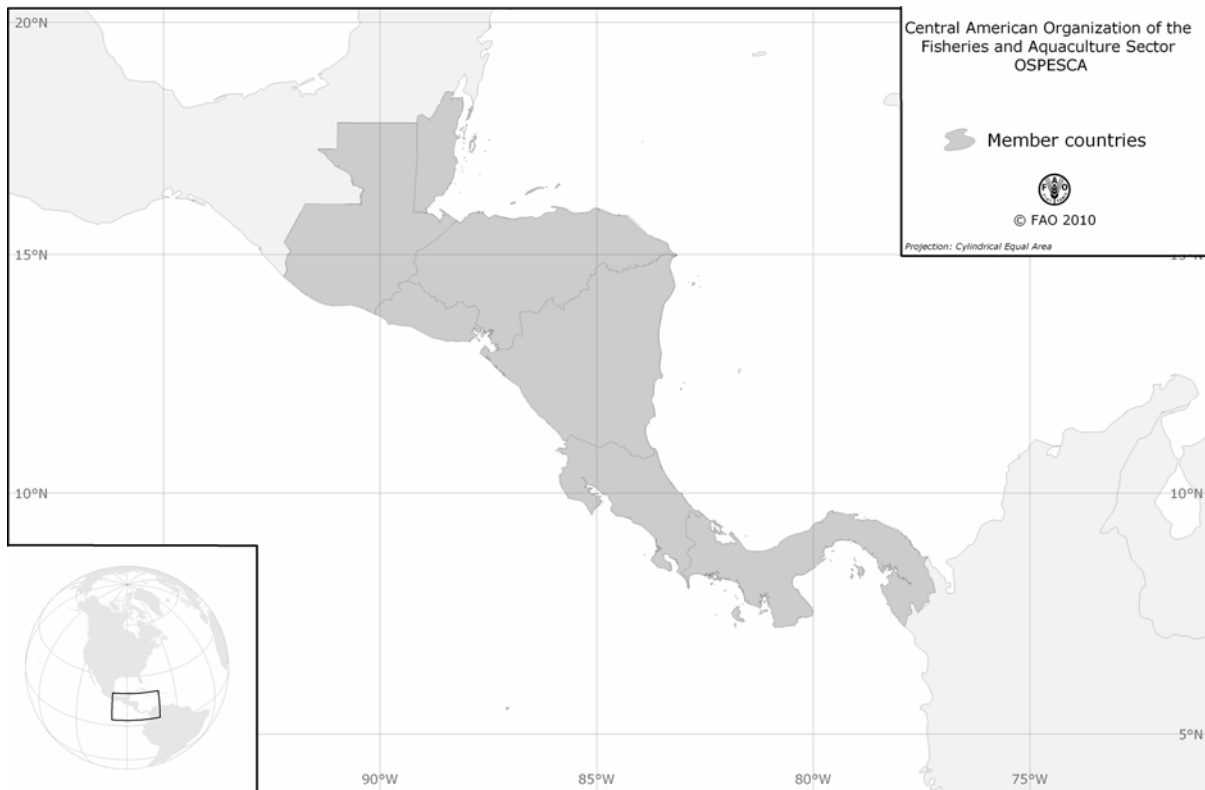 20°N
Central American Organization of the
Fisheries and Aquaculture Sector
OSPESCA
Member countries
F A O
© FAO 2010
Projection: Cylindrical Equal Area
15°N
15°N
10°N
10°N
5°N
90°W
85°W
80°W
75°W